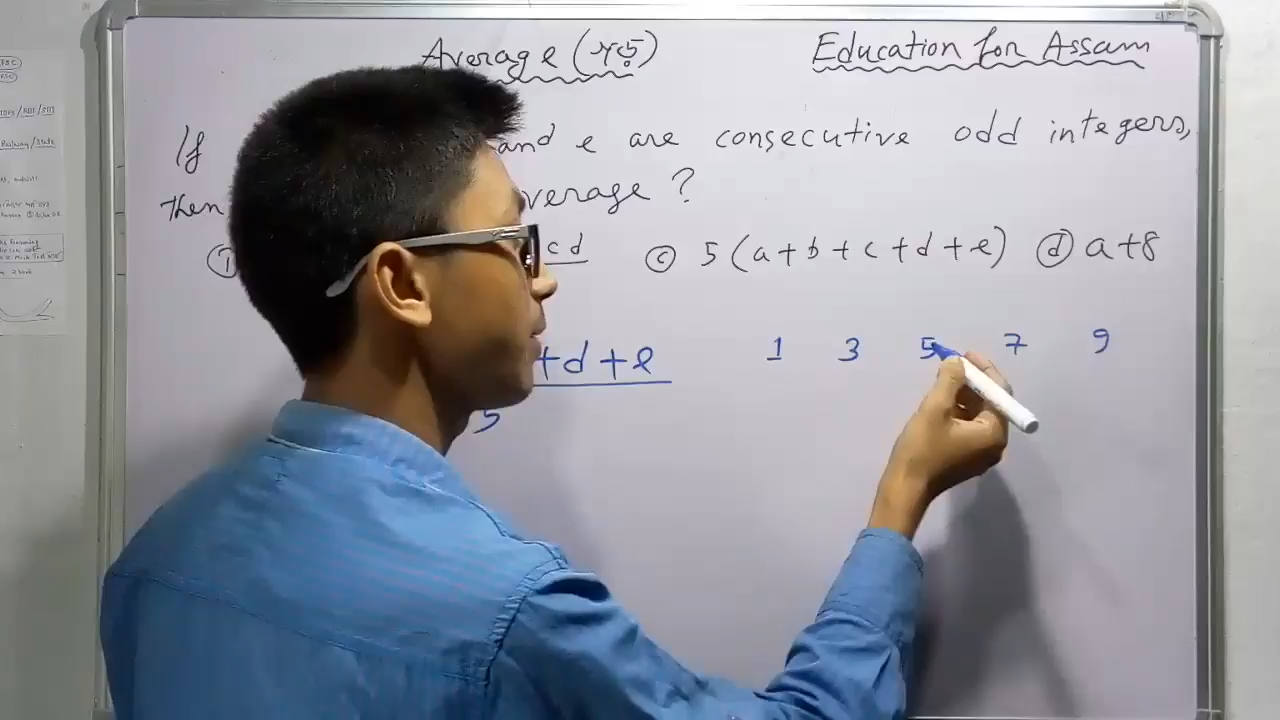 Average (গড়) Education for Assam
If and e are consecutive odd integers,
then verage ?
cd ⓒ 5(a+b+c+d+e) ⓓ a+8
+d+e 1 3 5 7 9
5